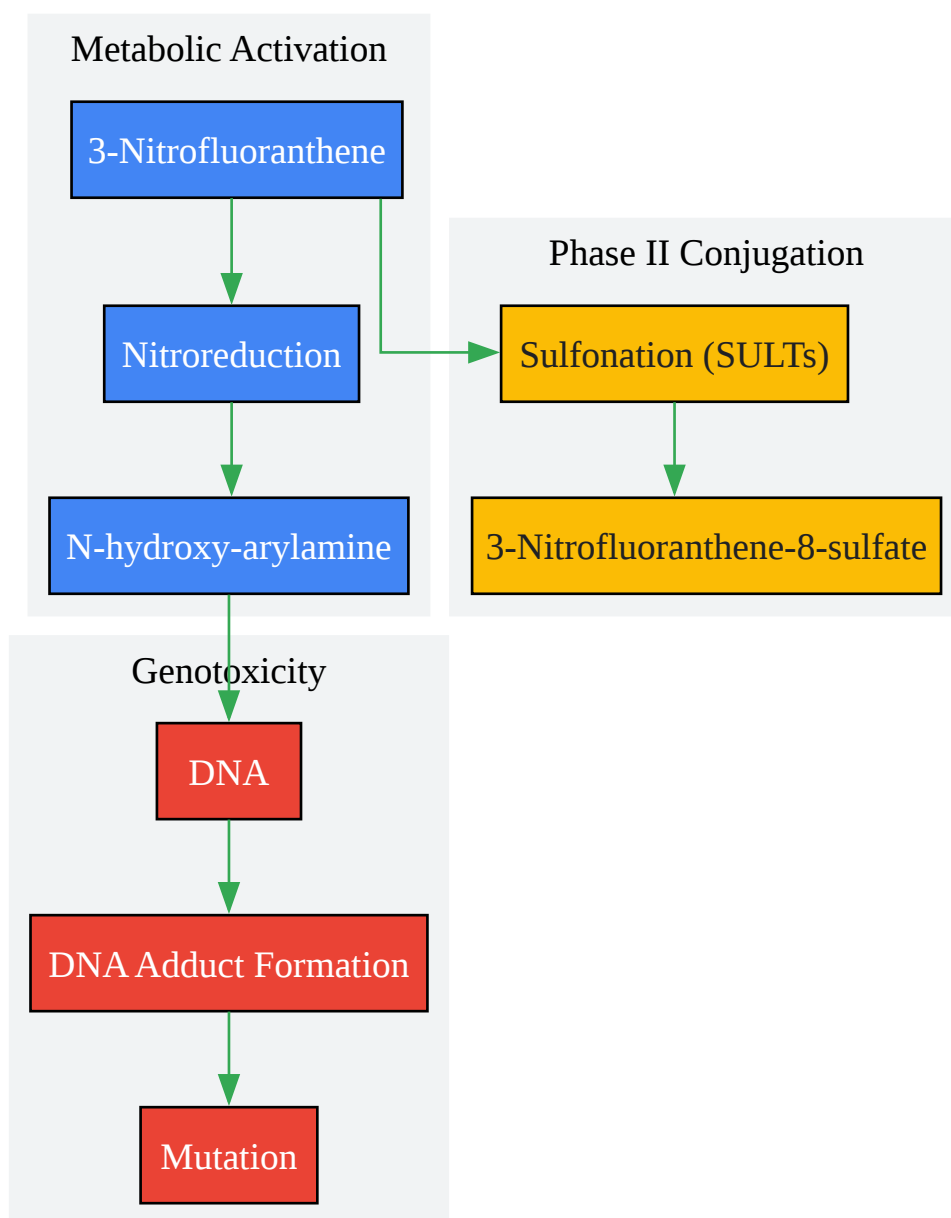 Metabolic Activation
3-Nitrofluoranthene
Nitroreduction
N-hydroxy-arylamine
Phase II Conjugation
Sulfonation (SULTs)
3-Nitrofluoranthene-8-sulfate
Genotoxicity
DNA
DNA Adduct Formation
Mutation